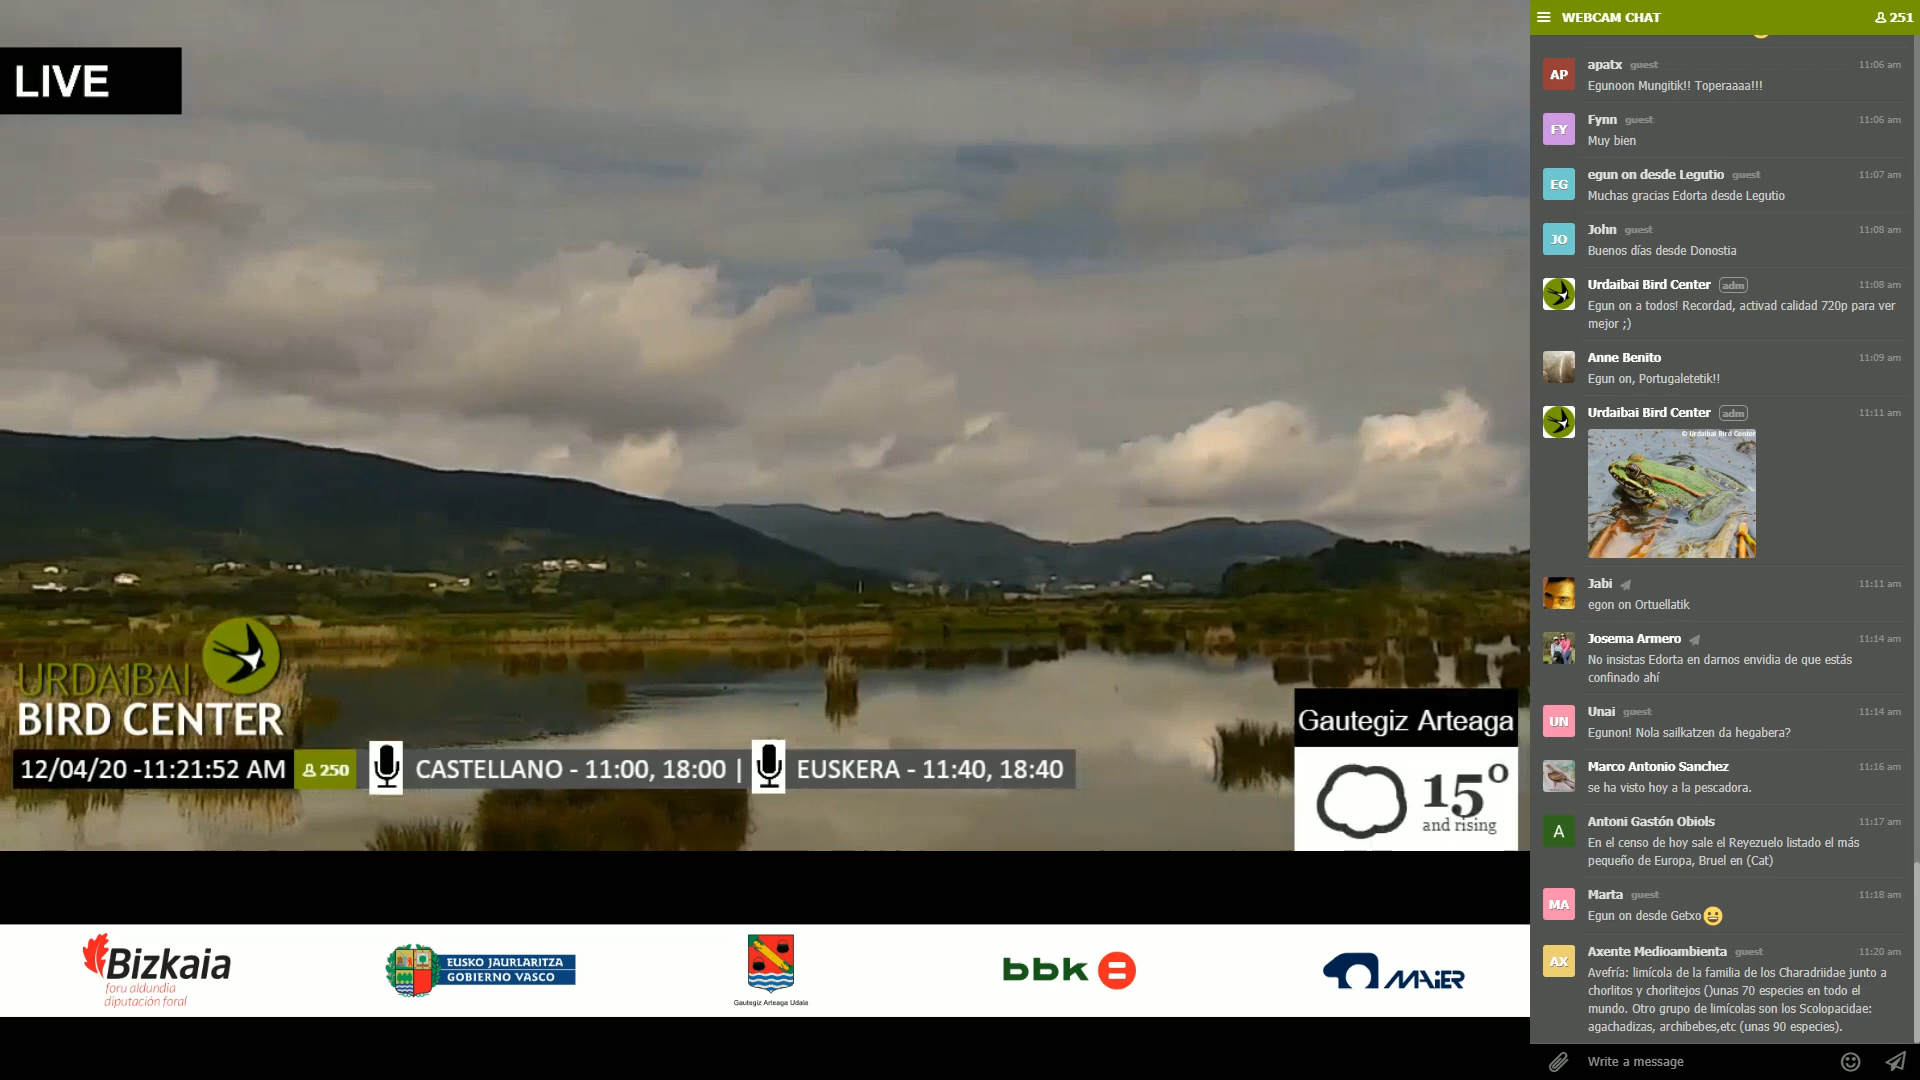 LIVE
URDAIBAI
BIRD CENTER
12/04/20 -11:21:52 AM
250
CASTELLANO - 11:00, 18:00 |
EUSKERA - 11:40, 18:40
Gautegiz Arteaga
15º
and rising
Bizkaia
foru aldundia
diputación foral
EUSKO JAURLARITZA
GOBIERNO VASCO
Gautegiz Arteaga Udala
bbk
MAIER
WEBCAM CHAT
251
AP
apatx guest 11:06 am
Egunoon Mungitik!! Toperaaaa!!!
FY
Fynn guest 11:06 am
Muy bien
EG
egun on desde Legutio guest 11:07 am
Muchas gracias Edorta desde Legutio
JO
John guest 11:08 am
Buenos días desde Donostia
Urdaibai Bird Center adm 11:08 am
Egun on a todos! Recordad, activad calidad 720p para ver
mejor ;)
Anne Benito 11:09 am
Egun on, Portugaletetik!!
Urdaibai Bird Center adm 11:11 am
© Urdaibai Bird Center
Jabi 11:11 am
egon on Ortuellatik
Josema Armero 11:14 am
No insistas Edorta en darnos envidia de que estás
confinado ahí
UN
Unai guest 11:14 am
Egunon! Nola sailkatzen da hegabera?
Marco Antonio Sanchez 11:16 am
se ha visto hoy a la pescadora.
A
Antoni Gastón Obiols 11:17 am
En el censo de hoy sale el Reyezuelo listado el más
pequeño de Europa, Bruel en (Cat)
MA
Marta guest 11:18 am
Egun on desde Getxo
AX
Axente Medioambienta guest 11:20 am
Avefría: limícola de la familia de los Charadriidae junto a
chorlitos y chorlitejos ()unas 70 especies en todo el
mundo. Otro grupo de limícolas son los Scolopacidae:
agachadizas, archibebes,etc (unas 90 especies).
Write a message